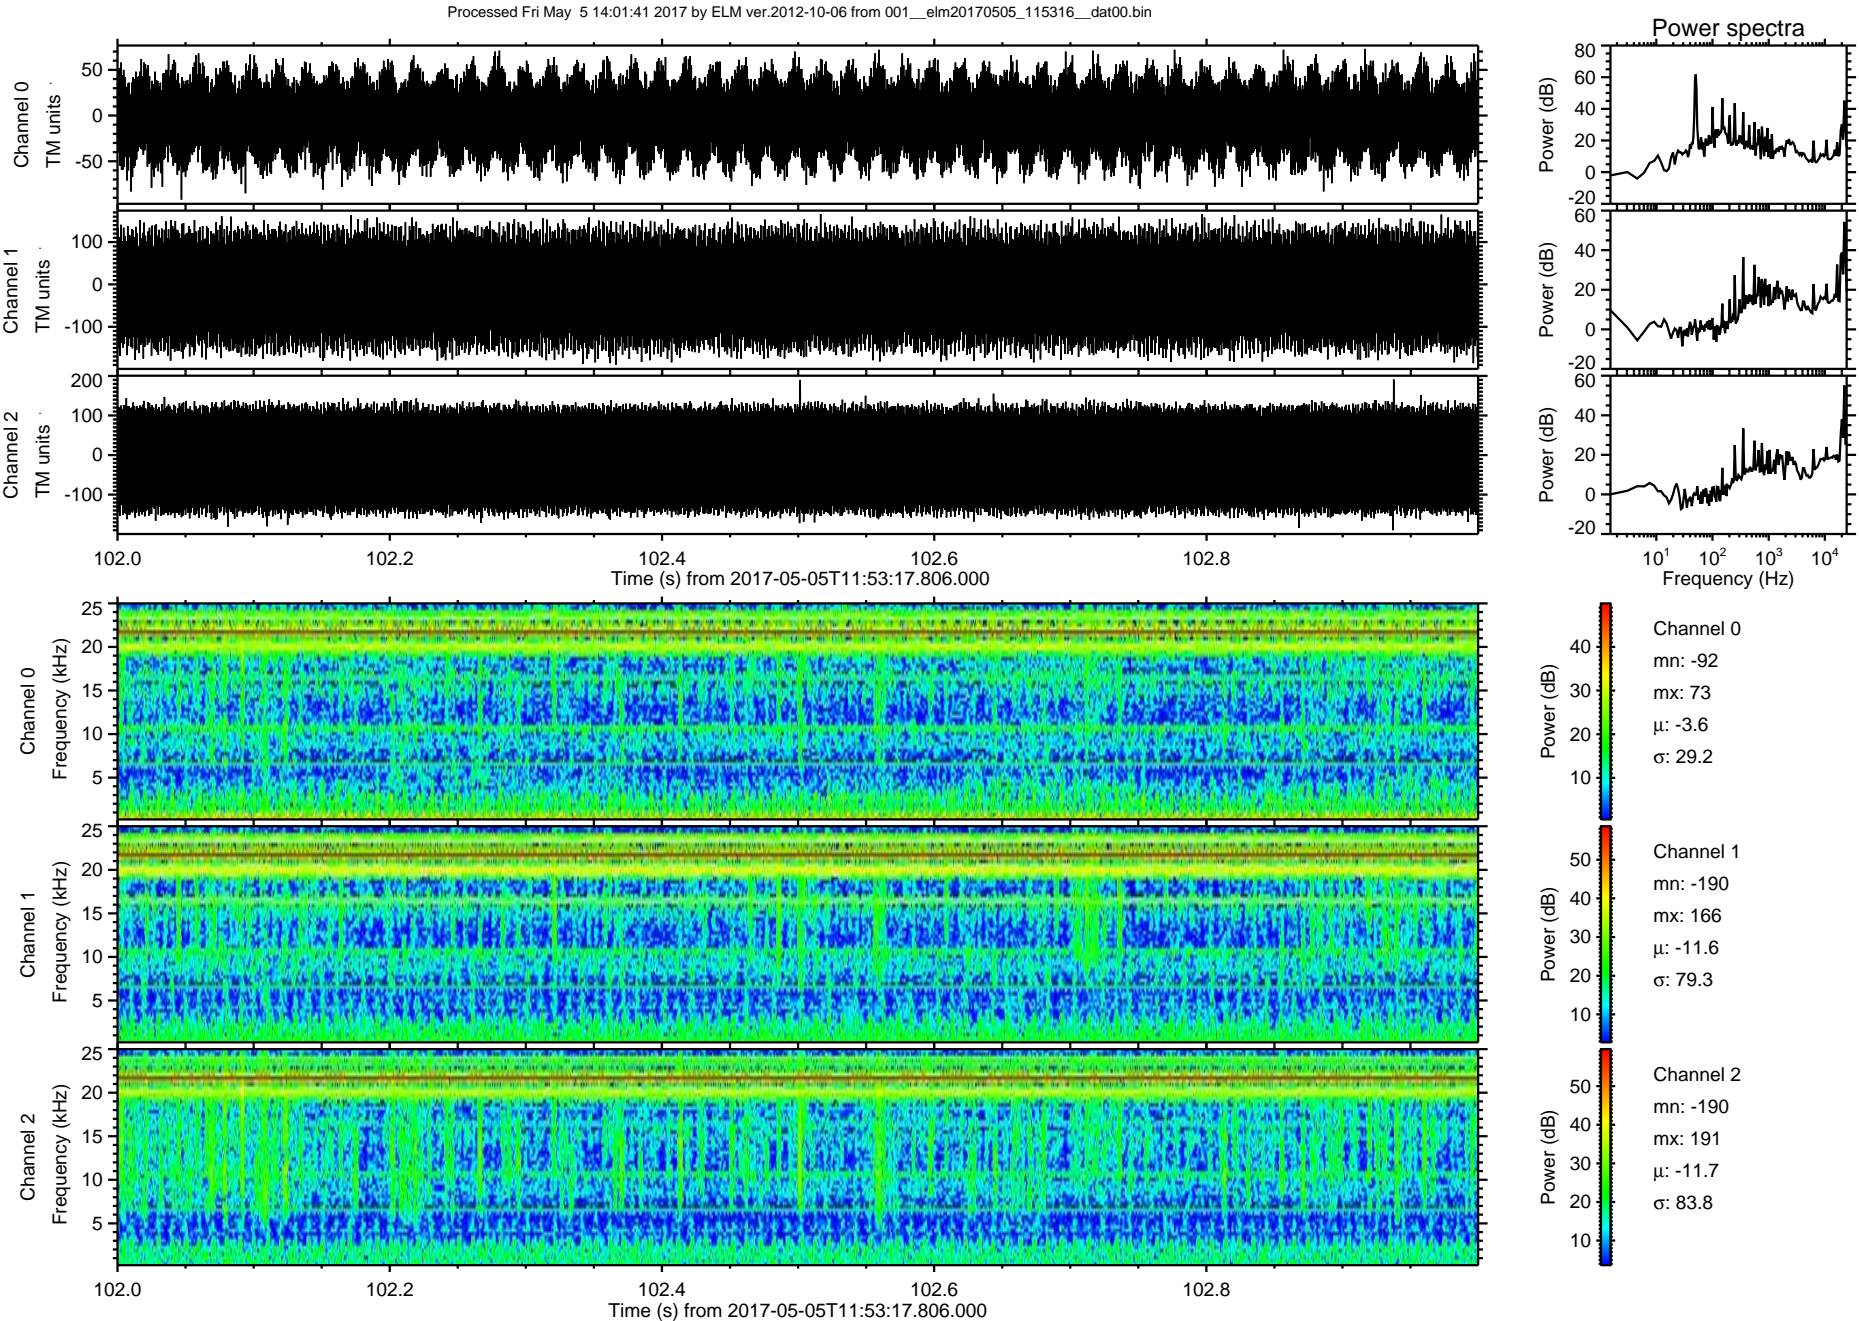 Processed Fri May  5 14:01:41 2017 by ELM ver.2012-10-06 from 001__elm20170505_115316__dat00.bin
Power spectra
Channel 0
TM units
50
0
-50
Power (dB)
80
60
40
20
0
-20
Channel 1
TM units
100
0
-100
Power (dB)
60
40
20
0
-20
Channel 2
TM units
200
100
0
-100
Power (dB)
60
40
20
0
-20
102.0 102.2 102.4 102.6 102.8
Time (s) from 2017-05-05T11:53:17.806.000
10¹ 10² 10³ 10⁴
Frequency (Hz)
Channel 0
Frequency (kHz)
25
20
15
10
5
Power (dB)
40
30
20
10
Channel 0
mn: -92
mx: 73
μ: -3.6
σ: 29.2
Channel 1
Frequency (kHz)
25
20
15
10
5
Power (dB)
50
40
30
20
10
Channel 1
mn: -190
mx: 166
μ: -11.6
σ: 79.3
Channel 2
Frequency (kHz)
25
20
15
10
5
Power (dB)
50
40
30
20
10
Channel 2
mn: -190
mx: 191
μ: -11.7
σ: 83.8
102.0 102.2 102.4 102.6 102.8
Time (s) from 2017-05-05T11:53:17.806.000